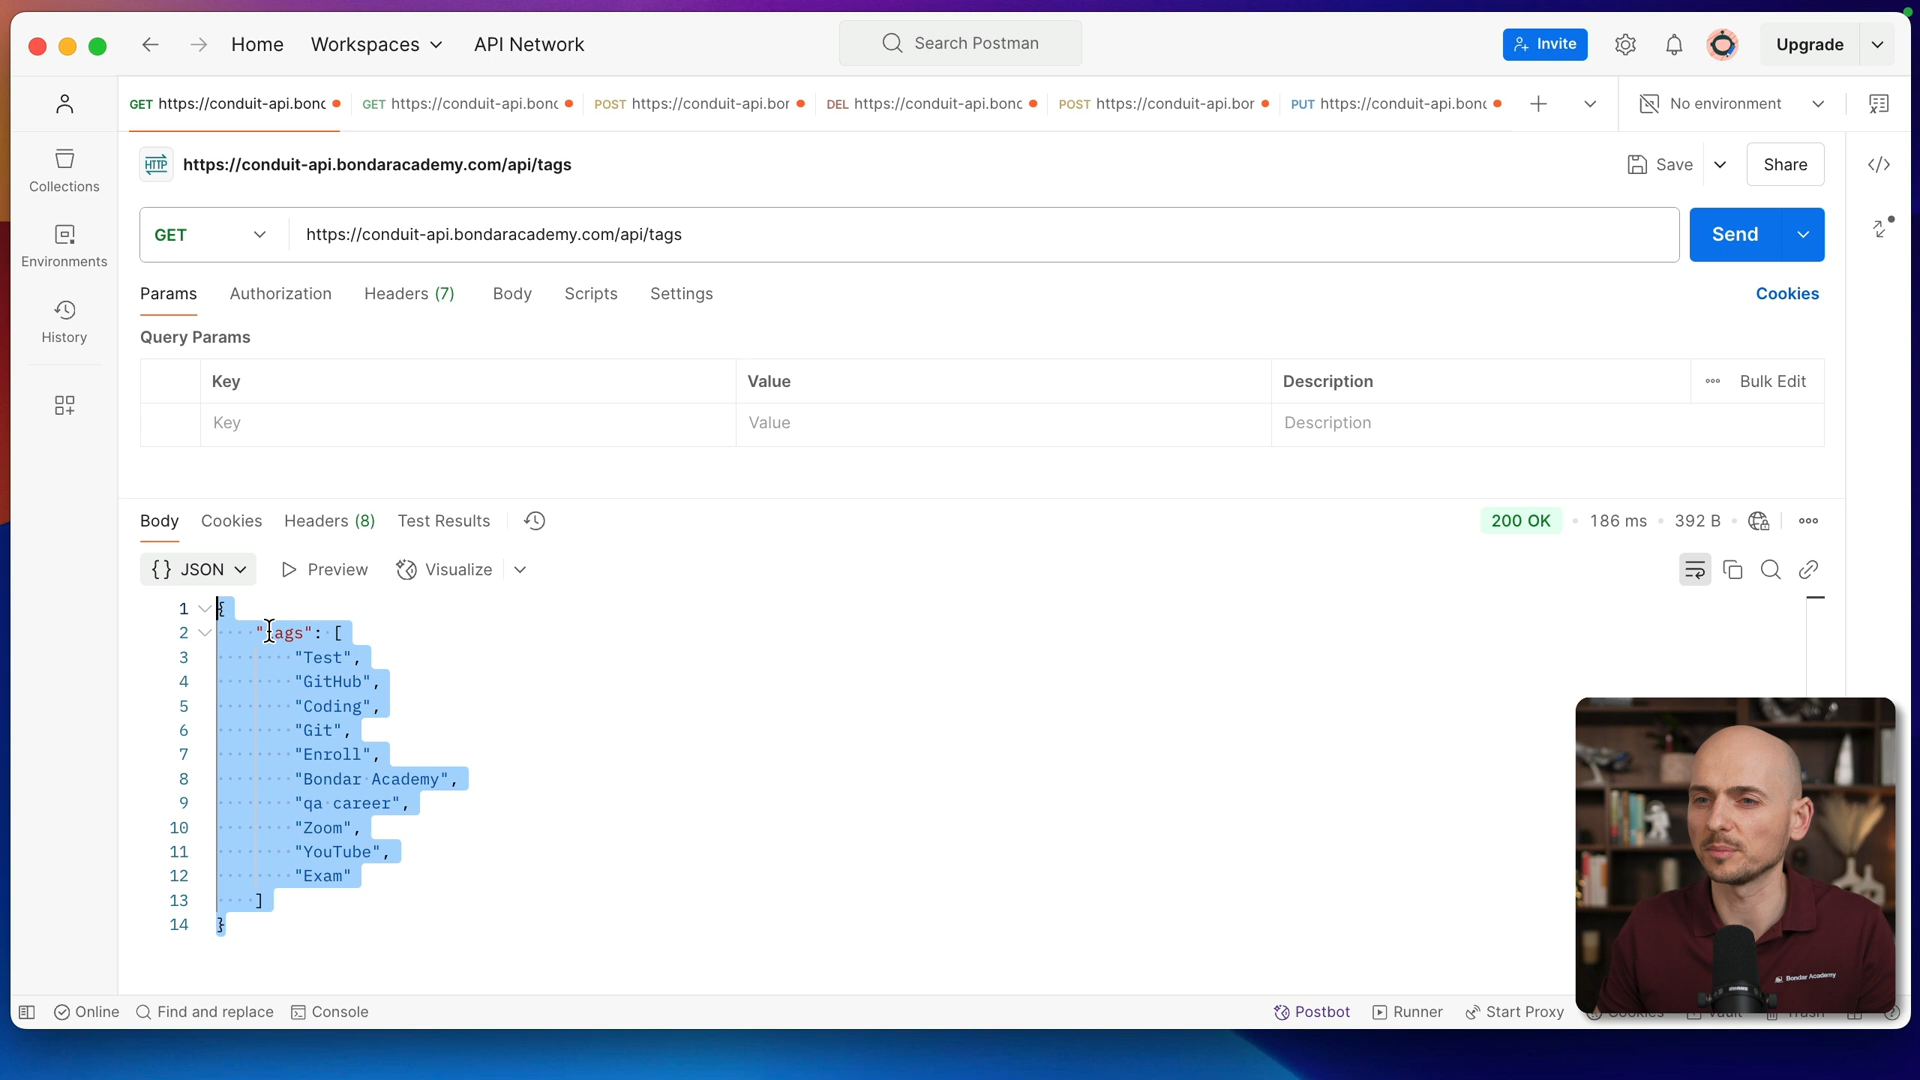 Home Workspaces API Network Search Postman Invite Upgrade
GET https://conduit-api.bonc GET https://conduit-api.bonc POST https://conduit-api.bor DEL https://conduit-api.bonc POST https://conduit-api.bor PUT https://conduit-api.bonc No environment
HTTP https://conduit-api.bondaracademy.com/api/tags Save Share
Collections
GET https://conduit-api.bondaracademy.com/api/tags Send
Environments
Params Authorization Headers (7) Body Scripts Settings Cookies
History
Query Params
Key Value Description Bulk Edit
Key Value Description
Body Cookies Headers (8) Test Results 200 OK 186 ms 392 B
{} JSON Preview Visualize
1 {
2 "tags": [
3 "Test",
4 "GitHub",
5 "Coding",
6 "Git",
7 "Enroll",
8 "Bondar Academy",
9 "qa career",
10 "Zoom",
11 "YouTube",
12 "Exam"
13 ]
14 }
Bondar Academy
Online Find and replace Console Postbot Runner Start Proxy Cookies Vault Trash